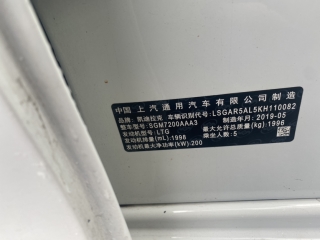 中国 上汽通用汽车有限公司 制造
品牌: 凯迪拉克 车辆识别代号: LSGAR5AL5KH110082
整车型号: SGM7200AAA3 制造年月: 2019-05
发动机型号: LTG 最大允许总质量(kg): 1996
发动机排量(mL): 1998 乘坐人数: 5
发动机最大净功率(kW): 200